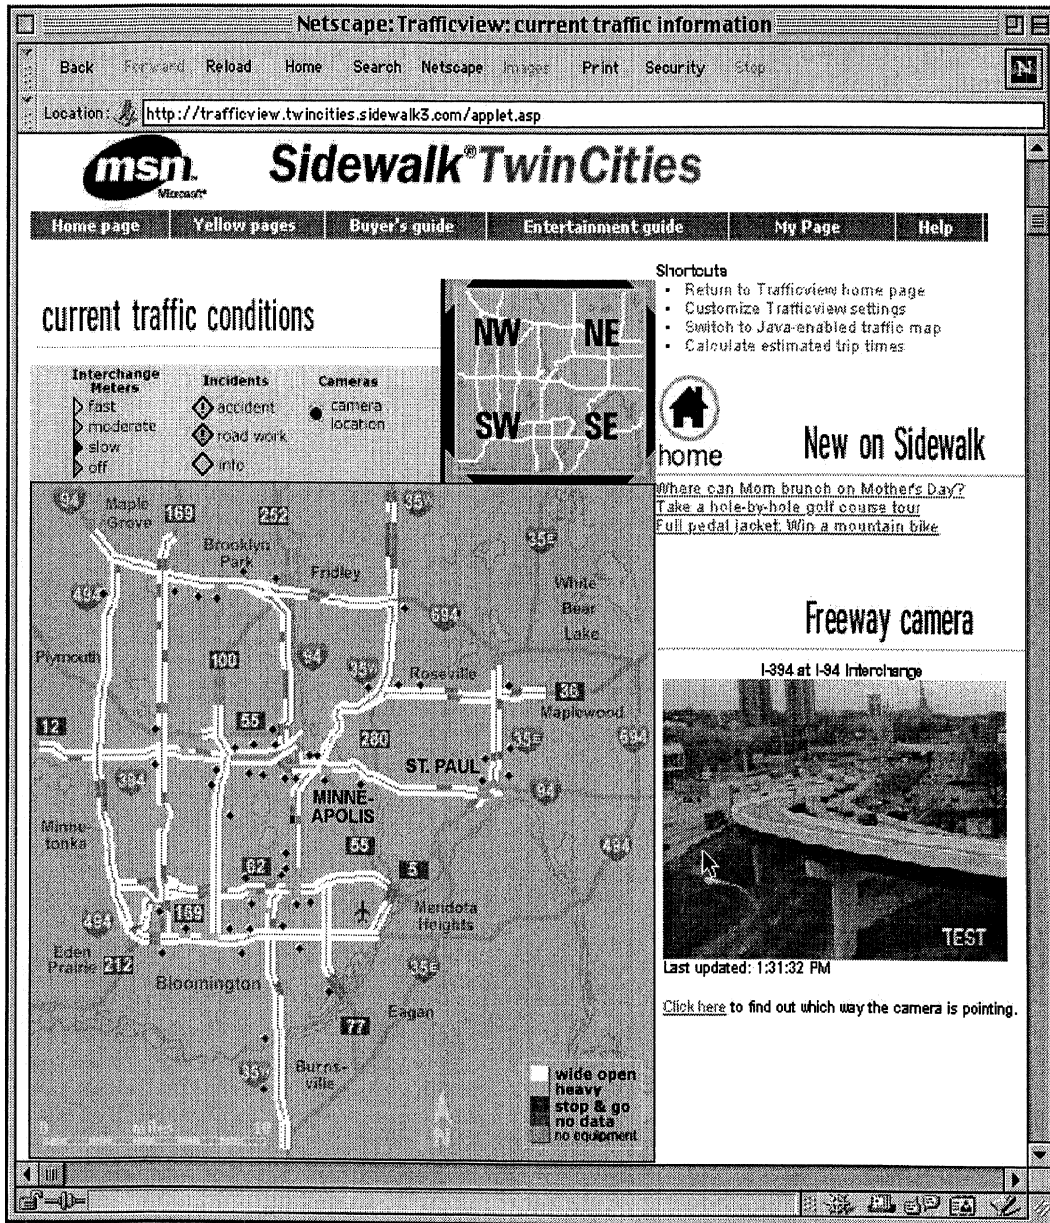 Netscape: Trafficview: current traffic information
Back Forward Reload Home Search Netscape Images Print Security Stop
N
Location: http://trafficview.twincities.sidewalk3.com/applet.asp
msn.
Microsoft®
Sidewalk® TwinCities
Home page Yellow pages Buyer's guide Entertainment guide My Page Help
current traffic conditions
NW NE
SW SE
Shortcuts
• Return to Trafficview home page
• Customize Trafficview settings
• Switch to Java-enabled traffic map
• Calculate estimated trip times
Interchange Meters
fast
moderate
slow
off
Incidents
accident
road work
info
Cameras
camera location
home
New on Sidewalk
Where can Mom brunch on Mother's Day?
Take a hole-by-hole golf course tour
Full pedal jacket: Win a mountain bike
94 Maple Grove 169 252 35W
Brooklyn Park 35E
Fridley White Bear Lake
494 694
Plymouth 100 94 35W Roseville
36
12 55 Maplewood
280 35E 694
394 ST. PAUL
94
MINNE-
APOLIS
Minne-
tonka 55 494
62 5
169 Mendota Heights
494
Eden Prairie 212 35E
Bloomington
Eagan
77
35W Burns-
ville
0 miles 10
N
wide open
heavy
stop & go
no data
no equipment
Freeway camera
I-394 at I-94 Interchange
TEST
Last updated: 1:31:32 PM
Click here to find out which way the camera is pointing.